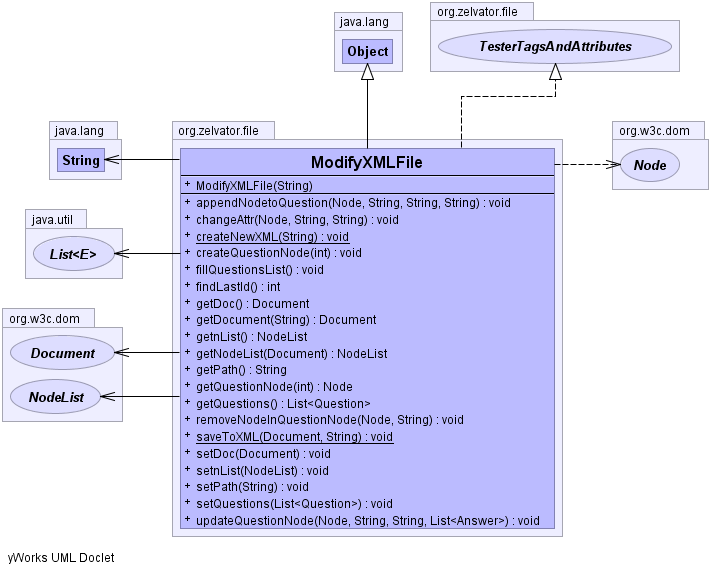 java.lang
Object
org.zelvator.file
TesterTagsAndAttributes
java.lang
String
org.zelvator.file
org.w3c.dom
Node
java.util
List<E>
org.w3c.dom
Document
NodeList
ModifyXMLFile
+ ModifyXMLFile(String)
+ appendNodetoQuestion(Node, String, String, String) : void
+ changeAttr(Node, String, String) : void
+ createNewXML(String) : void
+ createQuestionNode(int) : void
+ fillQuestionsList() : void
+ findLastId() : int
+ getDoc() : Document
+ getDocument(String) : Document
+ getnList() : NodeList
+ getNodeList(Document) : NodeList
+ getPath() : String
+ getQuestionNode(int) : Node
+ getQuestions() : List<Question>
+ removeNodeInQuestionNode(Node, String) : void
+ saveToXML(Document, String) : void
+ setDoc(Document) : void
+ setnList(NodeList) : void
+ setPath(String) : void
+ setQuestions(List<Question>) : void
+ updateQuestionNode(Node, String, String, List<Answer>) : void
yWorks UML Doclet